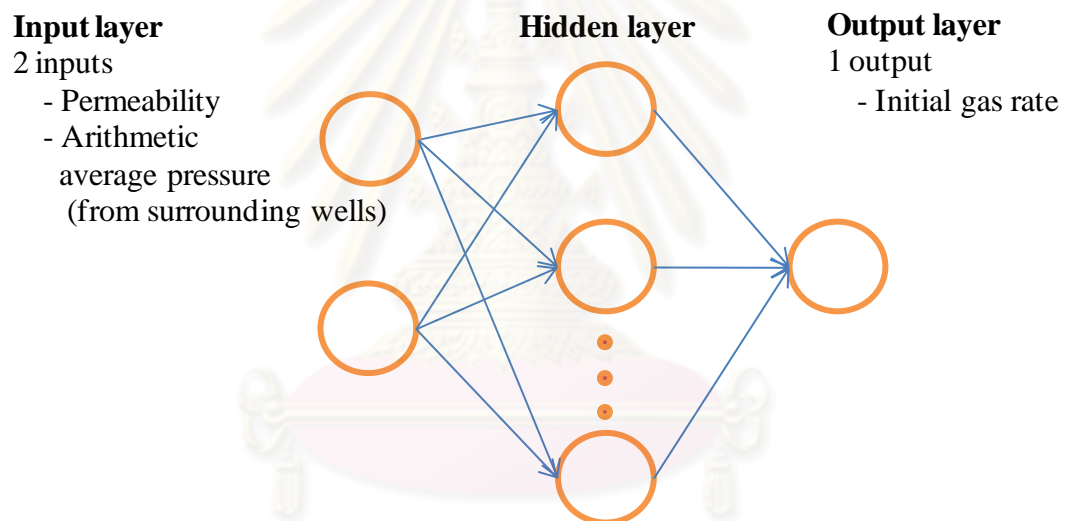 Input layer
2 inputs
- Permeability
- Arithmetic
average pressure
(from surrounding wells)
Hidden layer
Output layer
1 output
- Initial gas rate